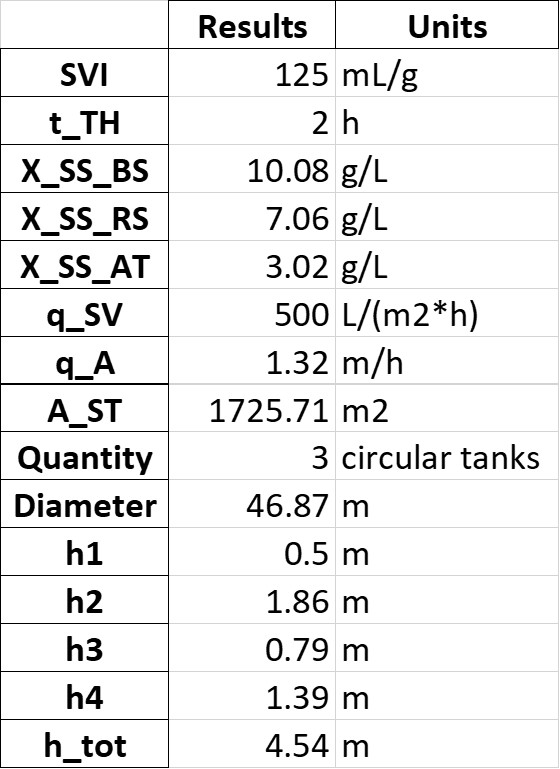 Results Units
SVI 125 mL/g
t_TH 2 h
X_SS_BS 10.08 g/L
X_SS_RS 7.06 g/L
X_SS_AT 3.02 g/L
q_SV 500 L/(m2*h)
q_A 1.32 m/h
A_ST 1725.71 m2
Quantity 3 circular tanks
Diameter 46.87 m
h1 0.5 m
h2 1.86 m
h3 0.79 m
h4 1.39 m
h_tot 4.54 m